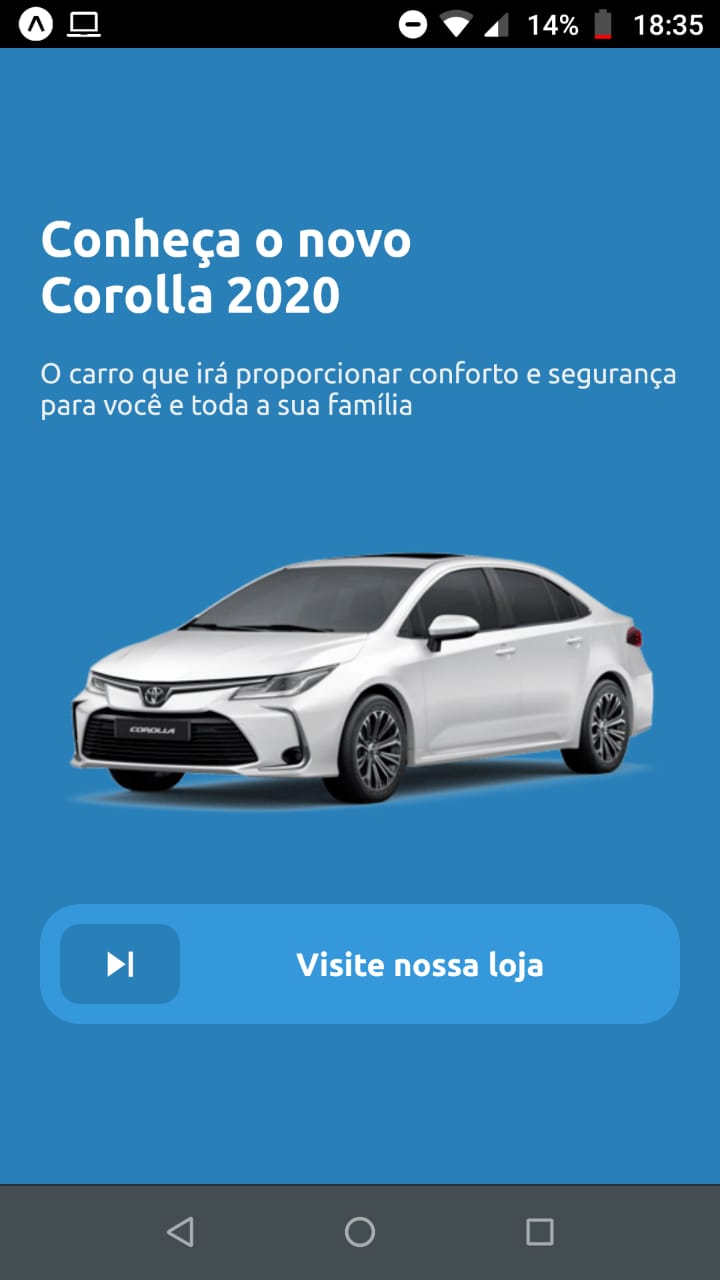 14% 18:35
Conheça o novo
Corolla 2020
O carro que irá proporcionar conforto e segurança
para você e toda a sua família
COROLLA
Visite nossa loja